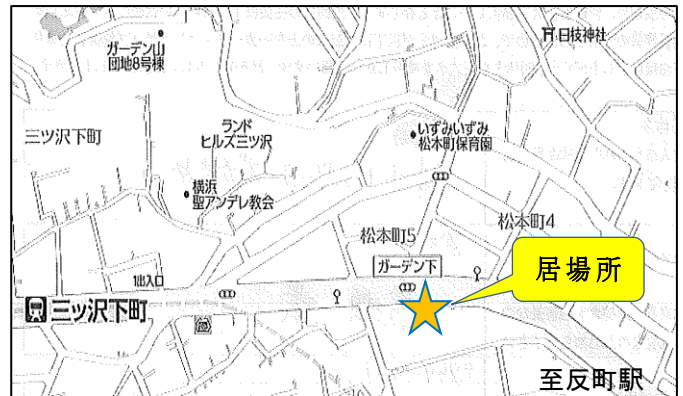 ガーデン山
団地8号棟
日枝神社
三ツ沢下町
ランド
ヒルズ三ツ沢
いずみいずみ
松本町保育園
横浜
聖アンデレ教会
松本町5
松本町4
ガーデン下
居場所
1出入口
三ッ沢下町
至反町駅